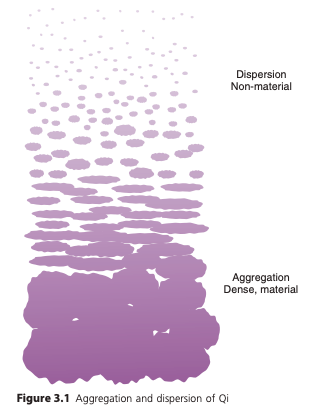 Dispersion
Non-material
Aggregation
Dense, material
Figure 3.1 Aggregation and dispersion of Qi